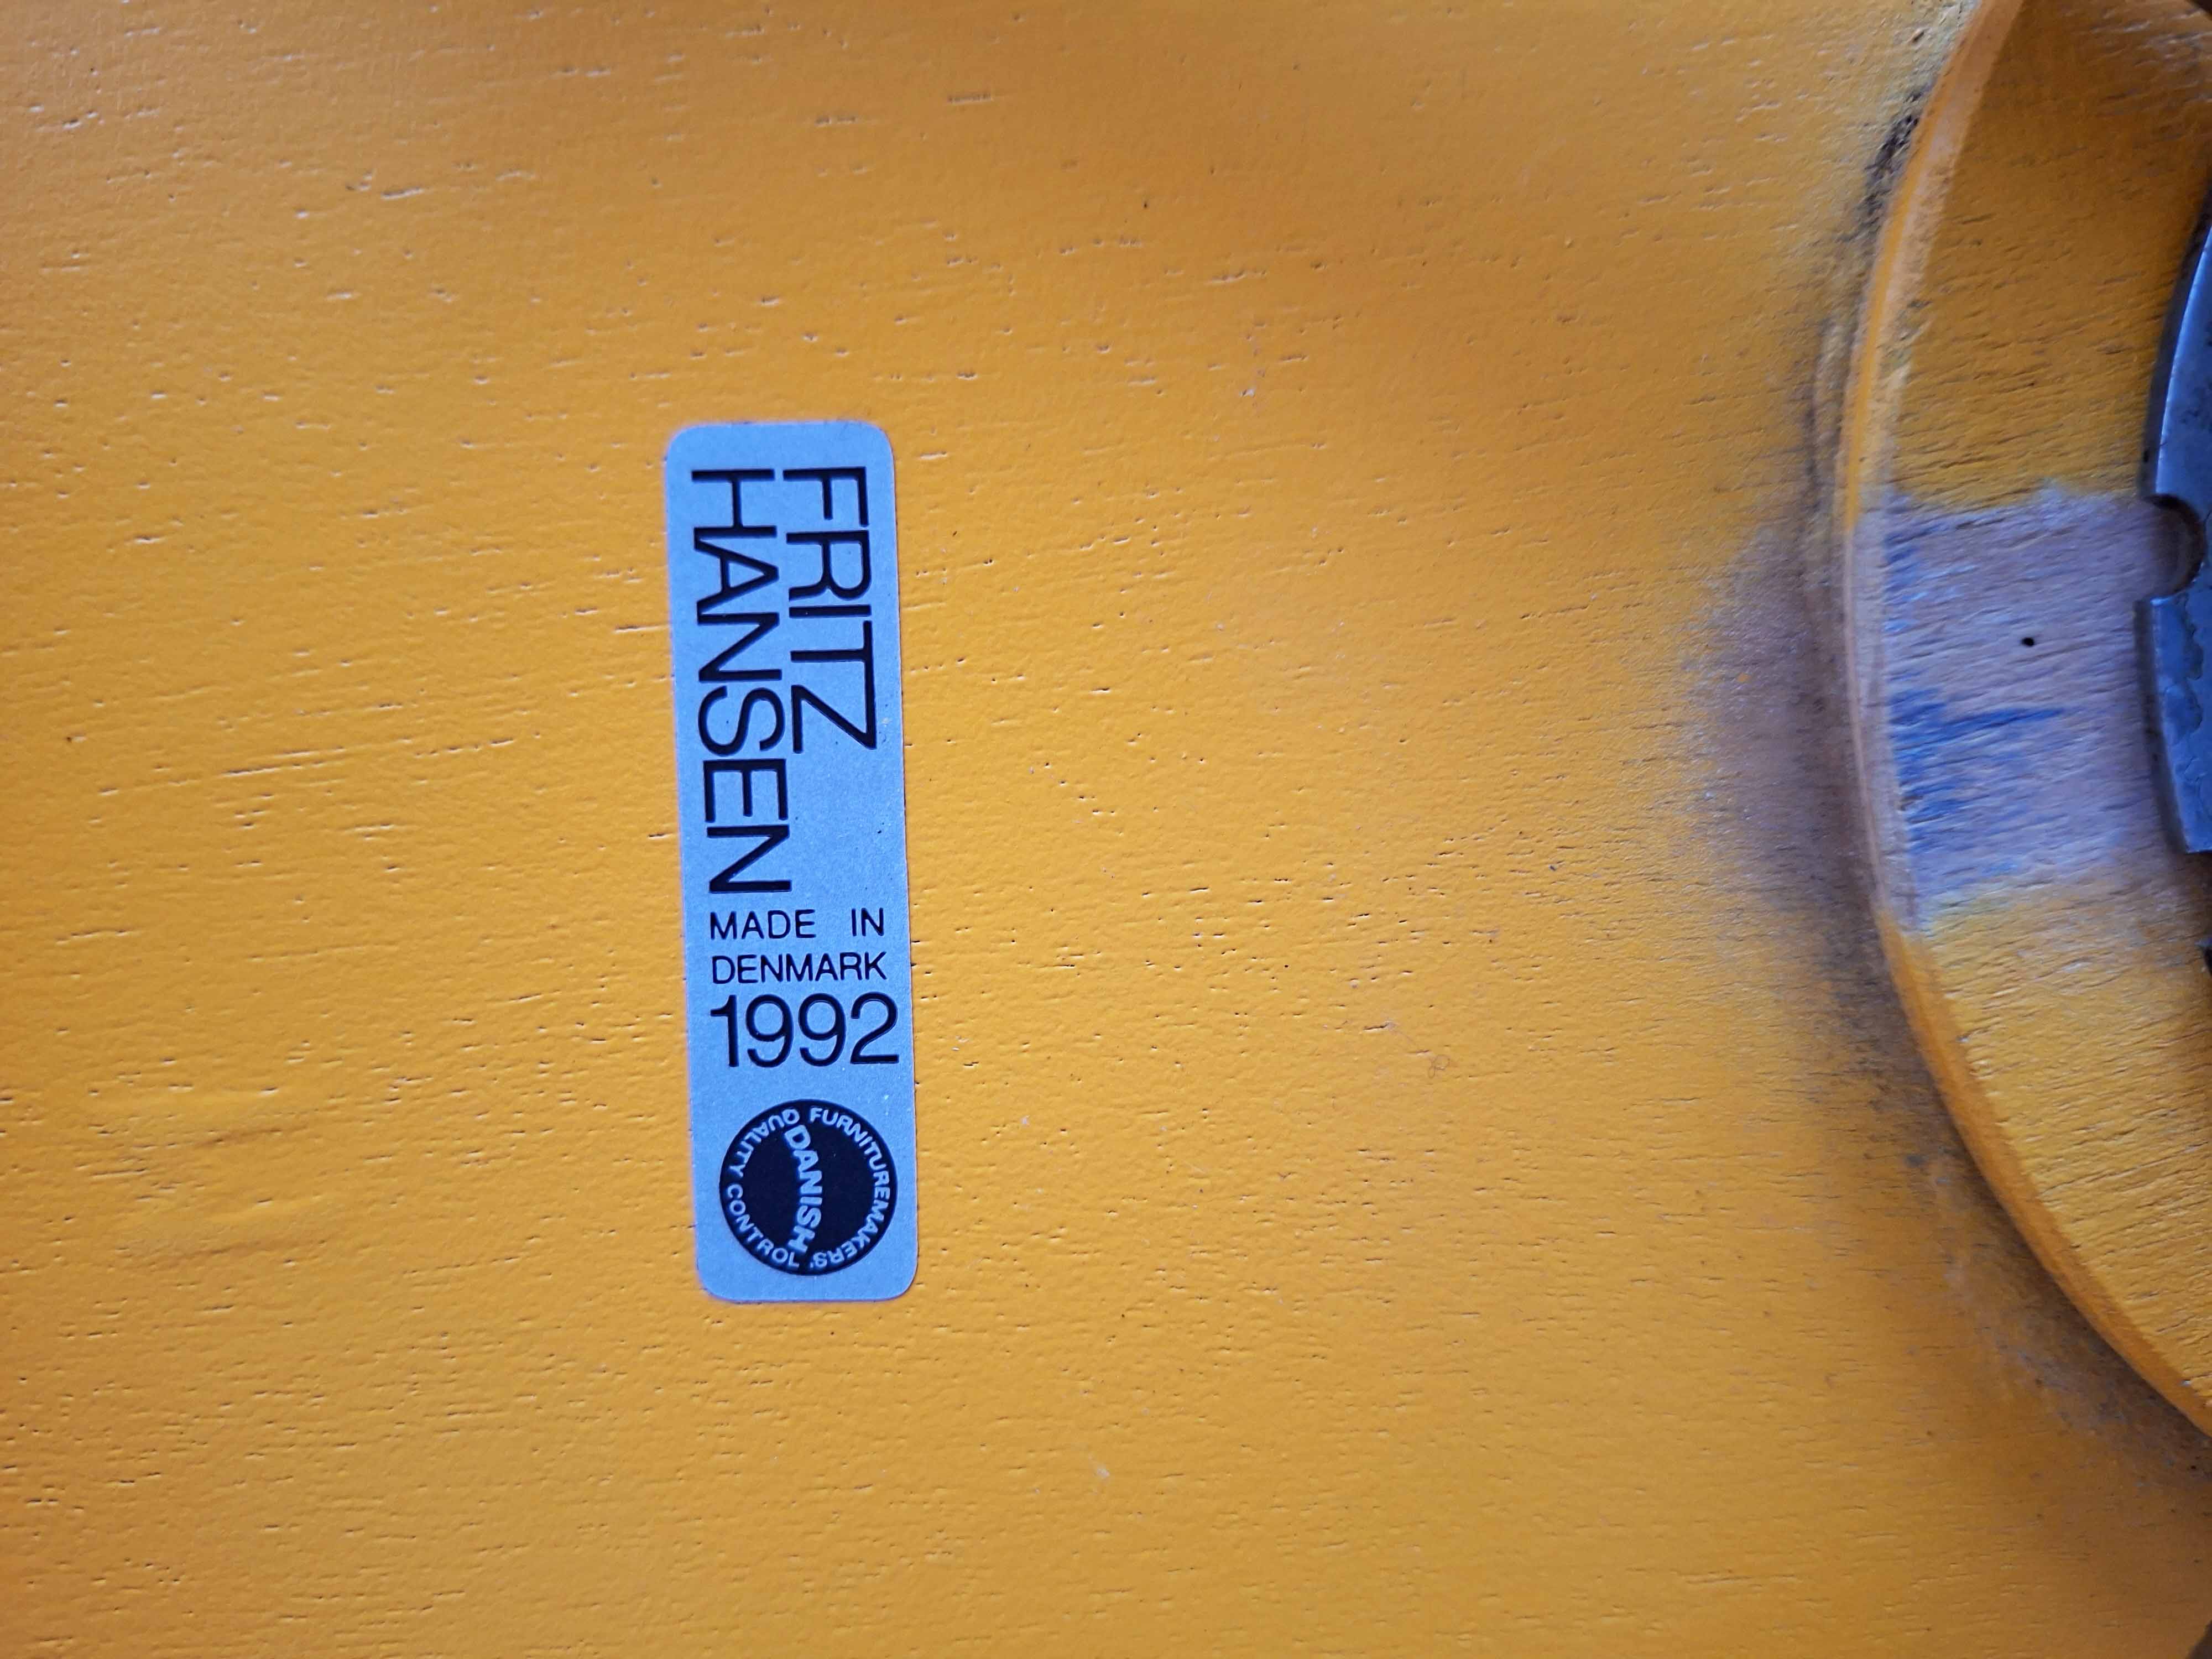 FRITZ
HANSEN
MADE IN
DENMARK
1992
DANISH
FURNITUREMAKERS'
QUALITY CONTROL